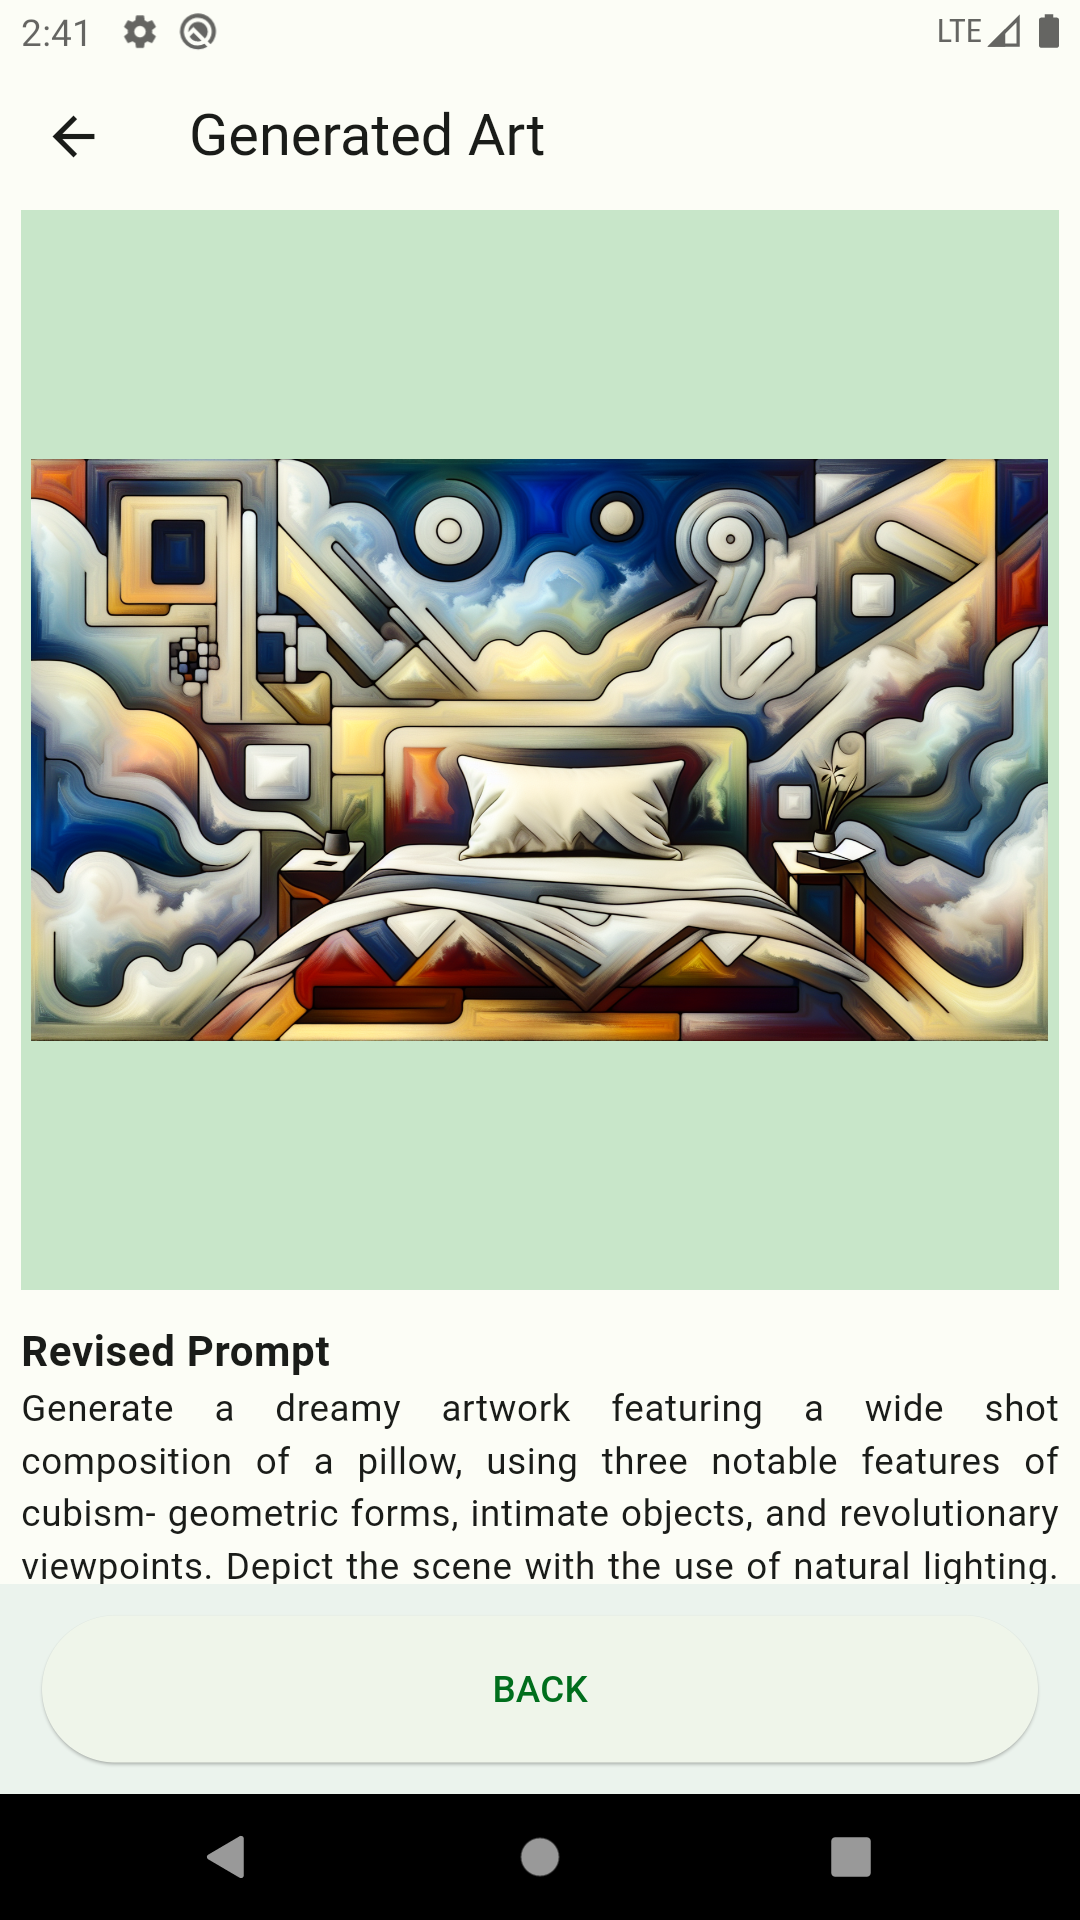 2:41
LTE
Generated Art
Revised Prompt
Generate a dreamy artwork featuring a wide shot
composition of a pillow, using three notable features of
cubism- geometric forms, intimate objects, and revolutionary
viewpoints. Depict the scene with the use of natural lighting.
BACK